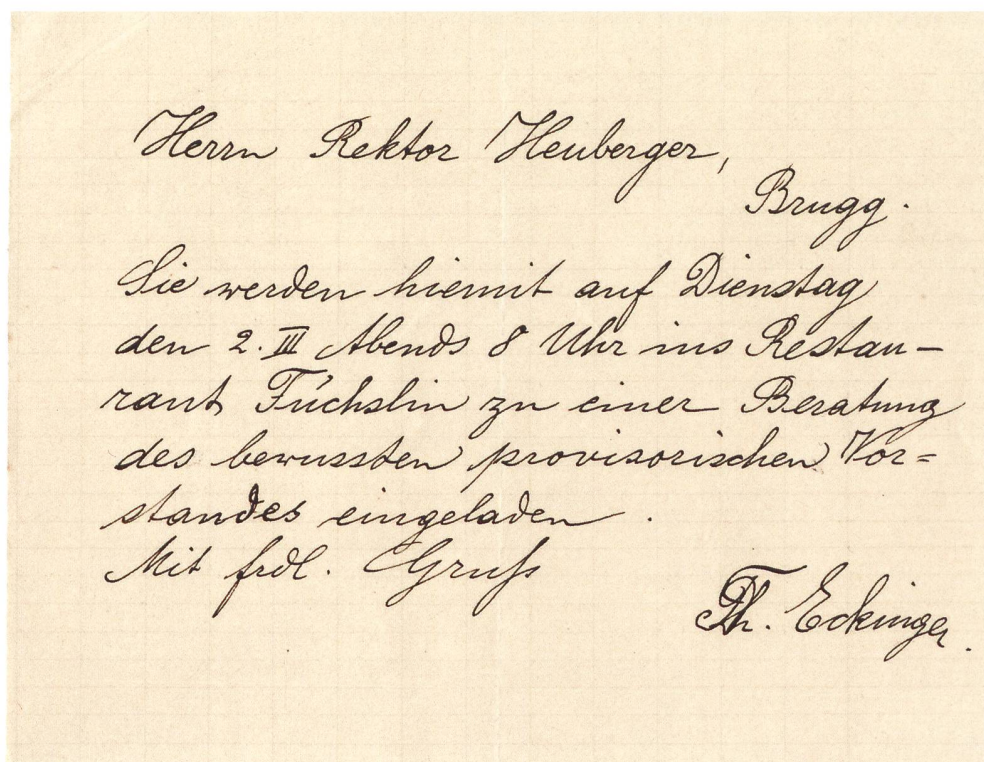 Herrn Rektor Heuberger,
Brugg.
Sie werden hiemit auf Dienstag
den 2. III Abends 8 Uhr ins Restau-
rant Füchslin zu einer Beratung
des bewussten provisorischen Vor=
standes eingeladen.
Mit frdl. Gruß
Th. Eckinger.